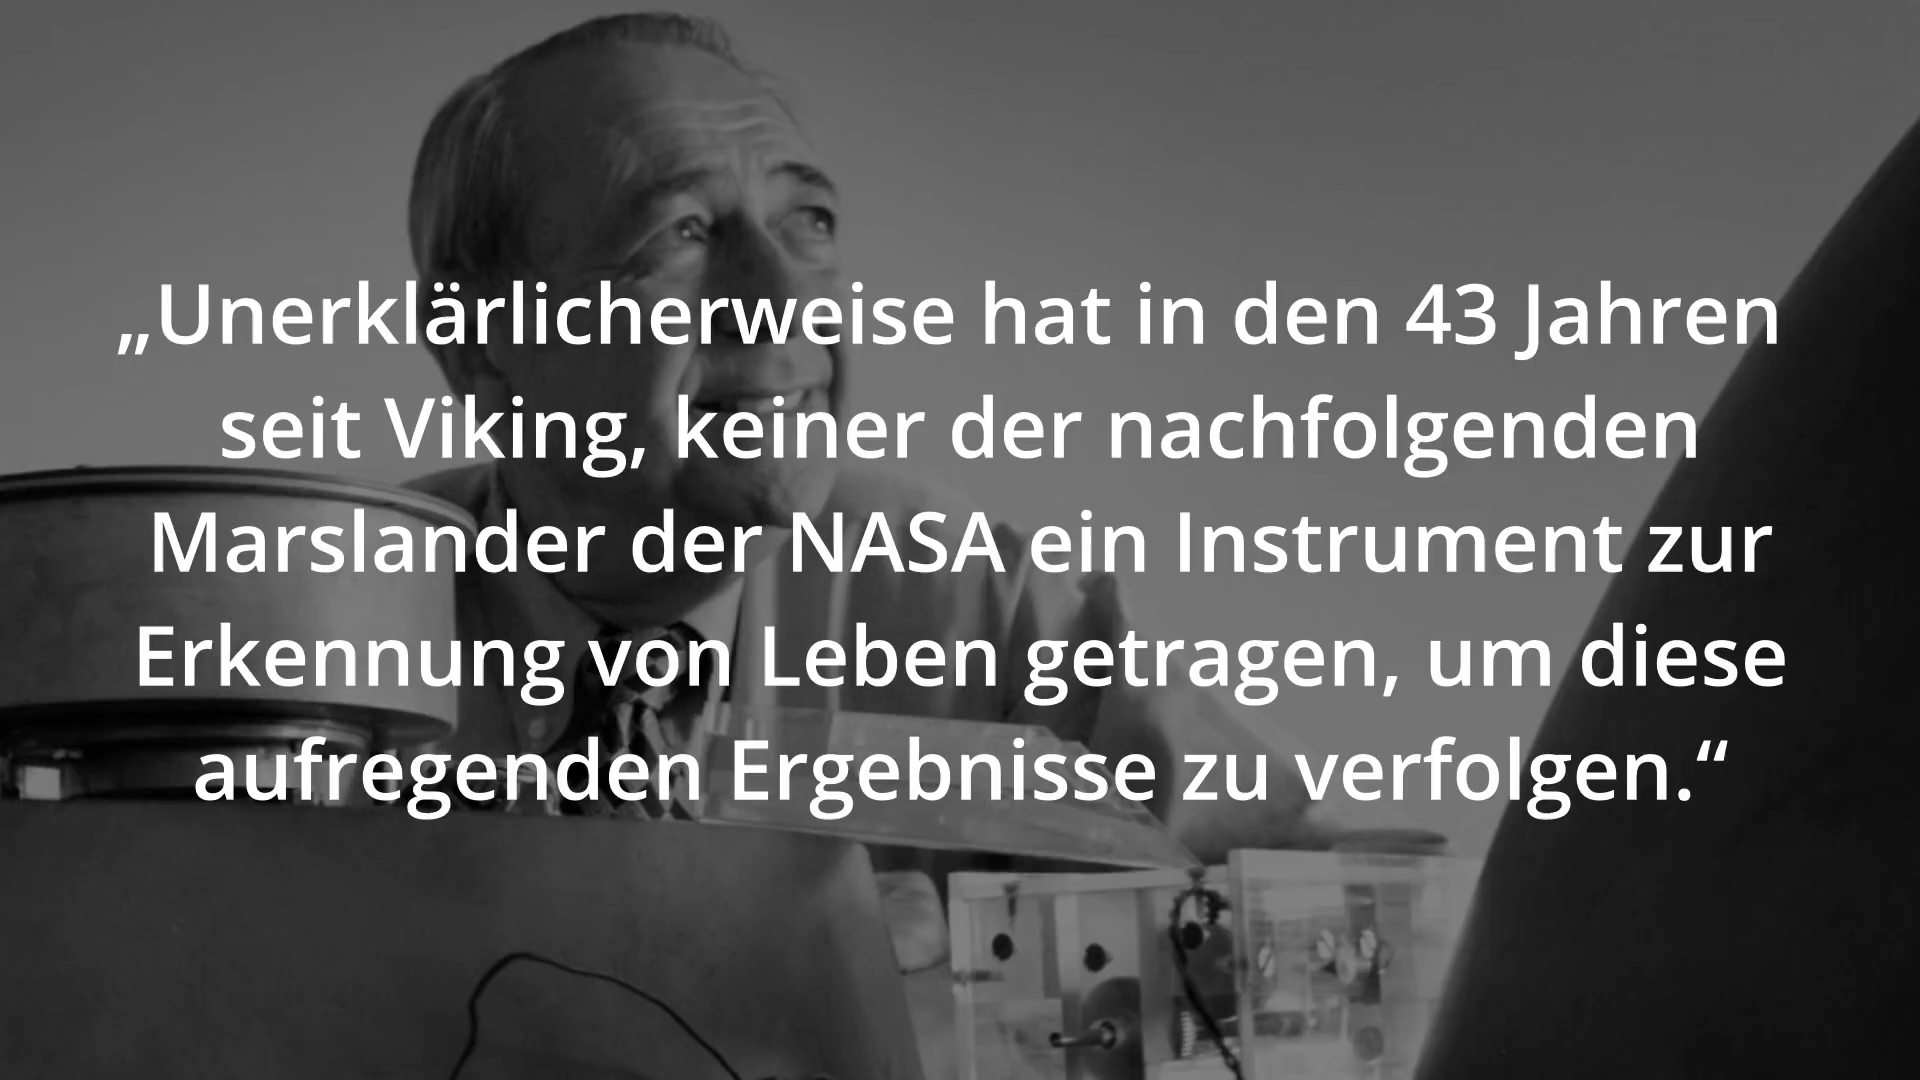 „Unerklärlicherweise hat in den 43 Jahren
seit Viking, keiner der nachfolgenden
Marslander der NASA ein Instrument zur
Erkennung von Leben getragen, um diese
aufregenden Ergebnisse zu verfolgen.“